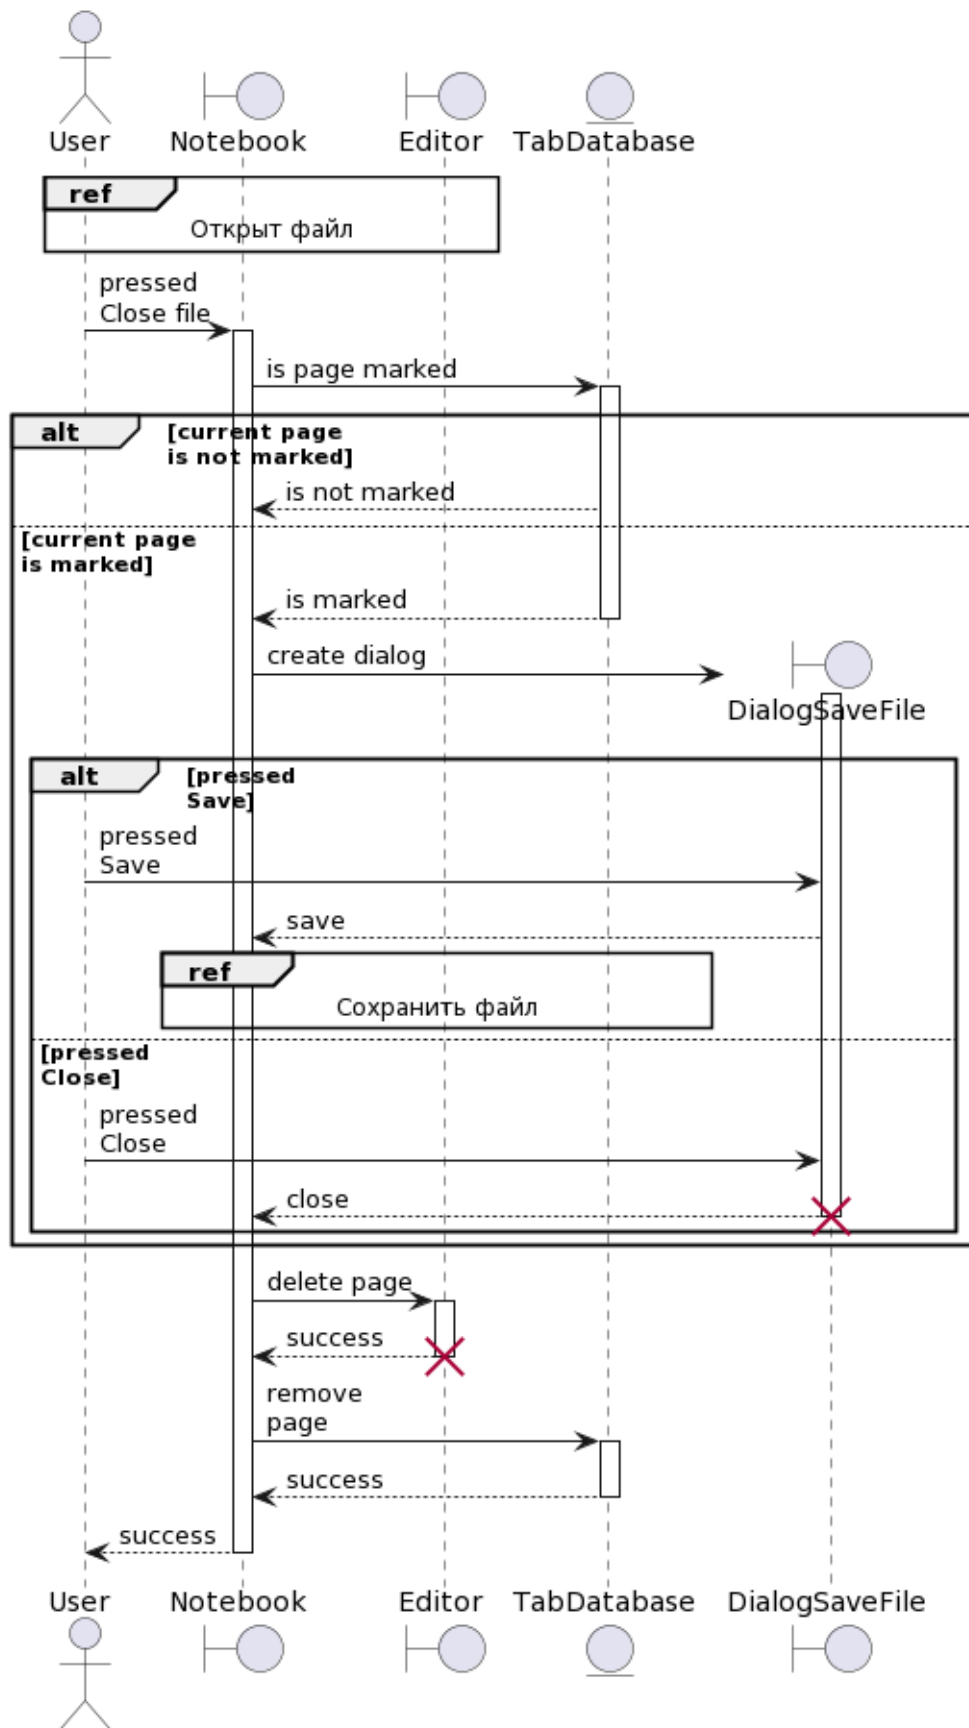 User
Notebook
Editor
TabDatabase
ref
Открыт файл
pressed
Close file
is page marked
alt
[current page
is not marked]
is not marked
[current page
is marked]
is marked
create dialog
DialogSaveFile
alt
[pressed
Save]
pressed
Save
save
ref
Сохранить файл
[pressed
Close]
pressed
Close
close
delete page
success
remove
page
success
success
User
Notebook
Editor
TabDatabase
DialogSaveFile